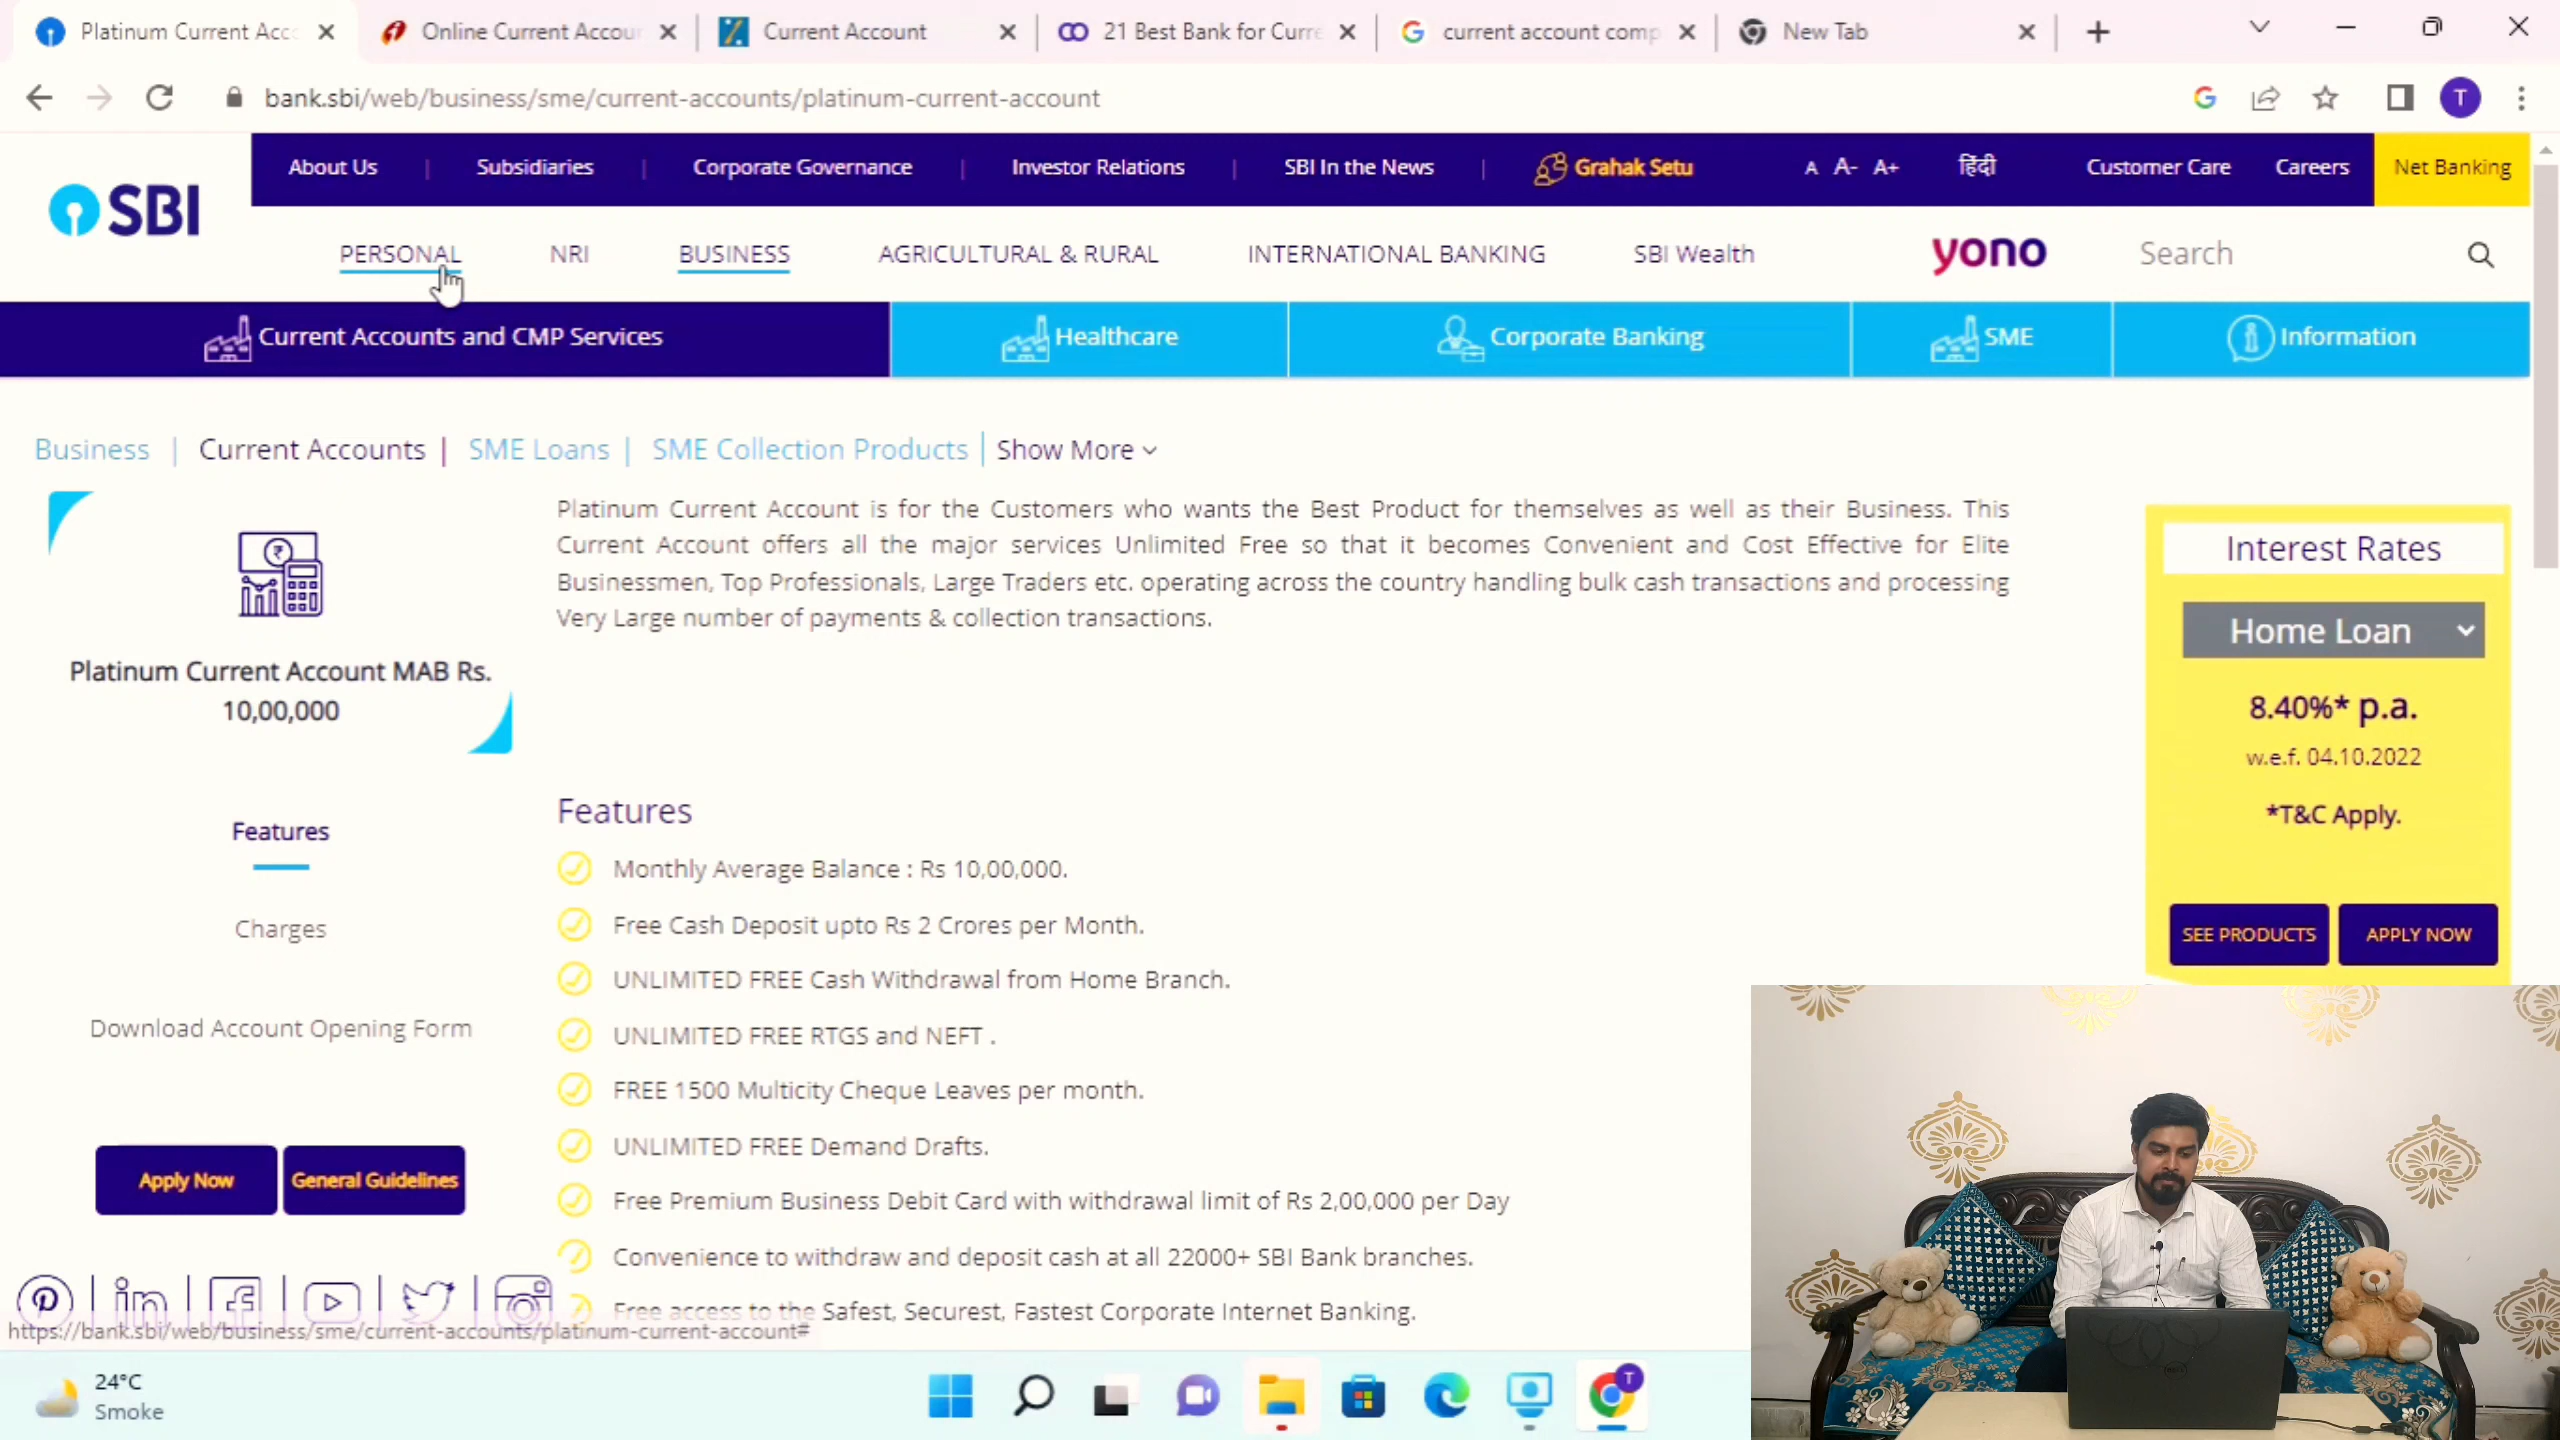 Platinum Current Acc
Online Current Accour
Current Account
21 Best Bank for Curre
current account comp
New Tab
bank.sbi/web/business/sme/current-accounts/platinum-current-account
T
About Us
Subsidiaries
Corporate Governance
Investor Relations
SBI In the News
Grahak Setu
A A- A+
हिंदी
Customer Care
Careers
Net Banking
SBI
PERSONAL
NRI
BUSINESS
AGRICULTURAL & RURAL
INTERNATIONAL BANKING
SBI Wealth
yono
Search
Current Accounts and CMP Services
Healthcare
Corporate Banking
SME
Information
Business | Current Accounts | SME Loans | SME Collection Products | Show More
Platinum Current Account is for the Customers who wants the Best Product for themselves as well as their Business. This
Current Account offers all the major services Unlimited Free so that it becomes Convenient and Cost Effective for Elite
Businessmen, Top Professionals, Large Traders etc. operating across the country handling bulk cash transactions and processing
Very Large number of payments & collection transactions.
Platinum Current Account MAB Rs.
10,00,000
Features
Charges
Download Account Opening Form
Apply Now
General Guidelines
Features
Monthly Average Balance : Rs 10,00,000.
Free Cash Deposit upto Rs 2 Crores per Month.
UNLIMITED FREE Cash Withdrawal from Home Branch.
UNLIMITED FREE RTGS and NEFT .
FREE 1500 Multicity Cheque Leaves per month.
UNLIMITED FREE Demand Drafts.
Free Premium Business Debit Card with withdrawal limit of Rs 2,00,000 per Day
Convenience to withdraw and deposit cash at all 22000+ SBI Bank branches.
Free access to the Safest, Securest, Fastest Corporate Internet Banking.
Interest Rates
Home Loan
8.40%* p.a.
w.e.f. 04.10.2022
*T&C Apply.
SEE PRODUCTS
APPLY NOW
https://bank.sbi/web/business/sme/current-accounts/platinum-current-account#
24°C
Smoke
T